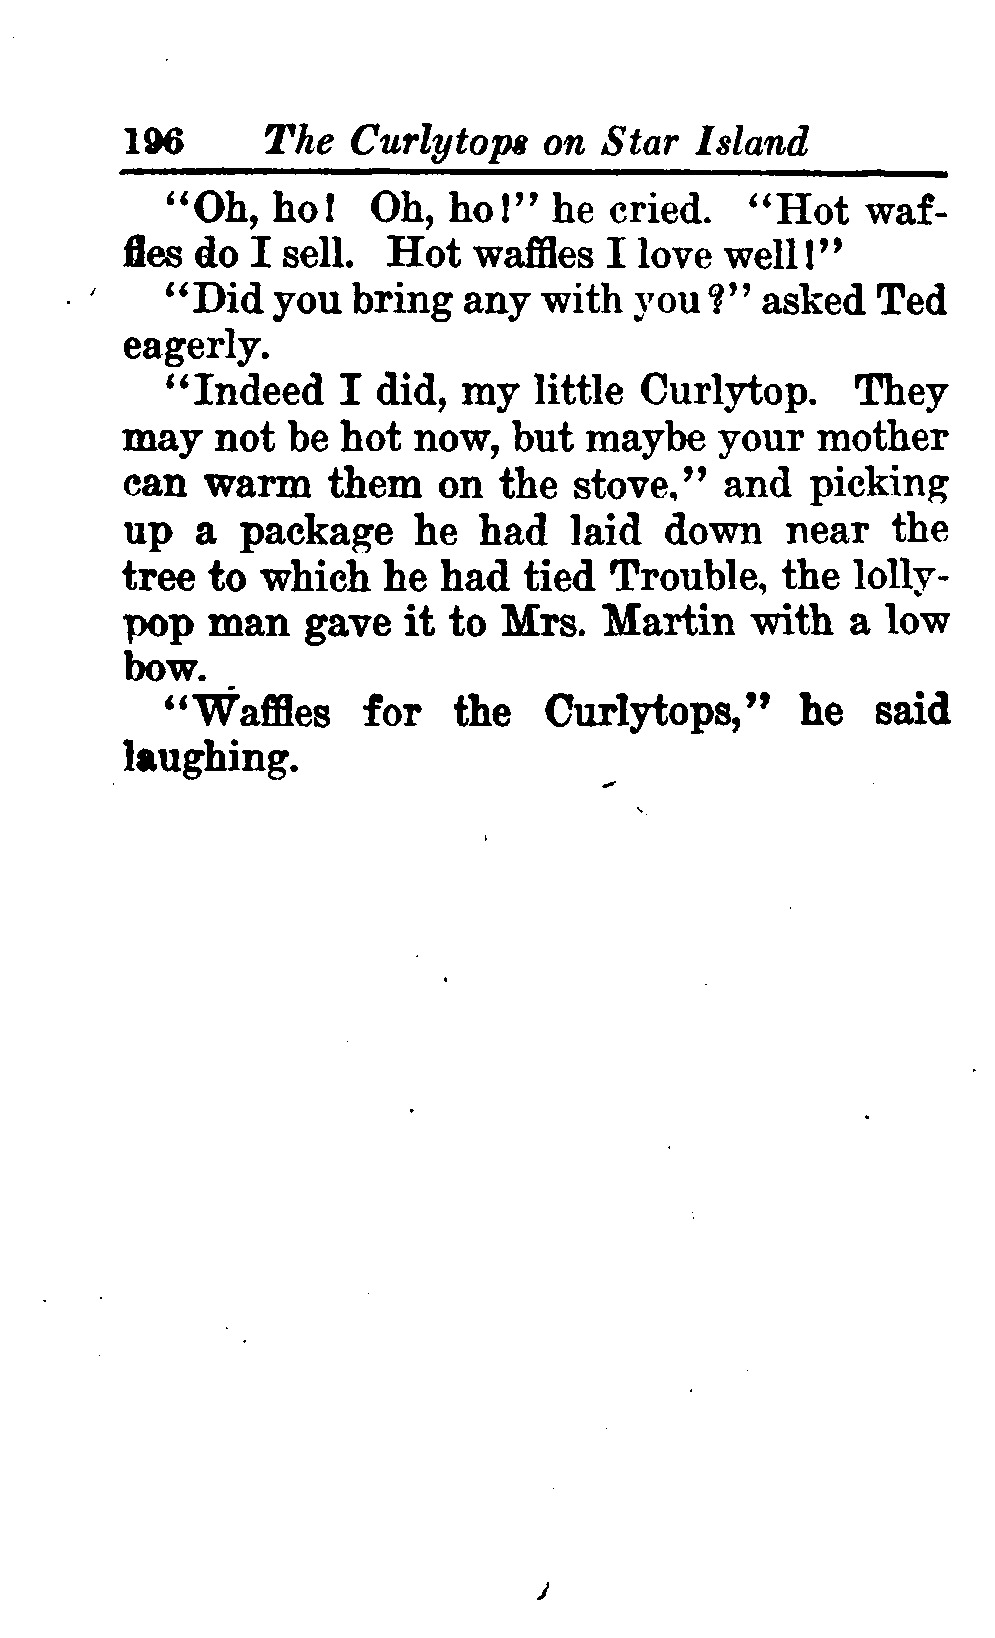 196 The Curlytops on Star Island
“Oh, ho! Oh, ho!” he cried. “Hot waf-
fles do I sell. Hot waffles I love well!”
“Did you bring any with you?” asked Ted
eagerly.
“Indeed I did, my little Curlytop. They
may not be hot now, but maybe your mother
can warm them on the stove,” and picking
up a package he had laid down near the
tree to which he had tied Trouble, the lolly-
pop man gave it to Mrs. Martin with a low
bow.
“Waffles for the Curlytops,” he said
laughing.